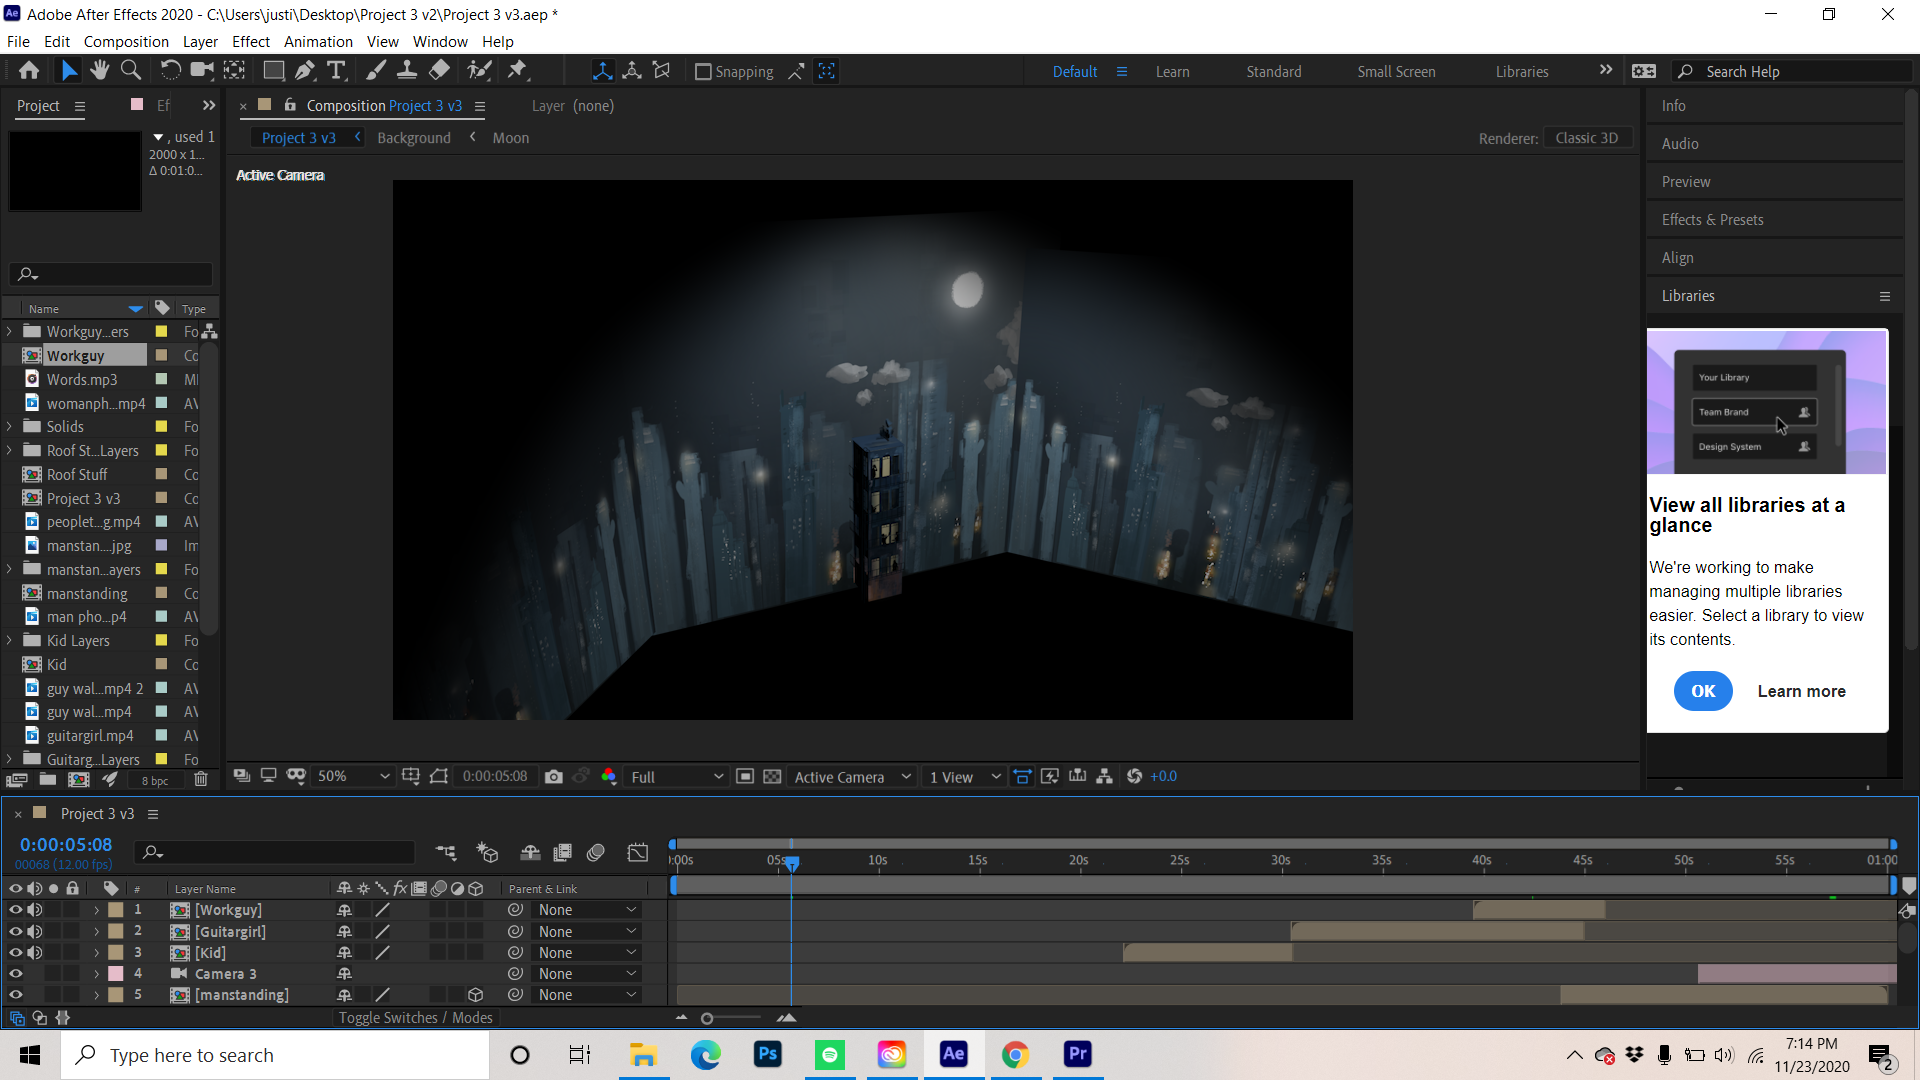 Adobe After Effects 2020 - C:\Users\justi\Desktop\Project 3 v2\Project 3 v3.aep *
File Edit Composition Layer Effect Animation View Window Help
Snapping
Default Learn Standard Small Screen Libraries Search Help
Project Ef
Composition Project 3 v3 Layer (none)
, used 1
2000 x 1...
Δ 0:01:0...
Project 3 v3 Background Moon
Renderer: Classic 3D
Active Camera
Name Type
Workguy...ers Fo
Workguy Co
Words.mp3 MI
womanph...mp4 AV
Solids Fo
Roof St...Layers Fo
Roof Stuff Co
Project 3 v3 Co
peoplet...g.mp4 AV
manstan....jpg Im
manstan...ayers Fo
manstanding Co
man pho...p4 AV
Kid Layers Fo
Kid Co
guy wal...mp4 2 AV
guy wal...mp4 AV
guitargirl.mp4 AV
Guitarg...Layers Fo
8 bpc
50% 0:00:05:08 Full Active Camera 1 View +0.0
Info
Audio
Preview
Effects & Presets
Align
Libraries
Your Library
Team Brand
Design System
View all libraries at a
glance
We're working to make
managing multiple libraries
easier. Select a library to view
its contents.
OK Learn more
Project 3 v3
0:00:05:08
00068 (12.00 fps)
:00s 05s 10s 15s 20s 25s 30s 35s 40s 45s 50s 55s 01:00
# Layer Name Parent & Link
1 [Workguy] None
2 [Guitargirl] None
3 [Kid] None
4 Camera 3 None
5 [manstanding] None
Toggle Switches / Modes
Type here to search
Ps Ae Pr
7:14 PM
11/23/2020
2